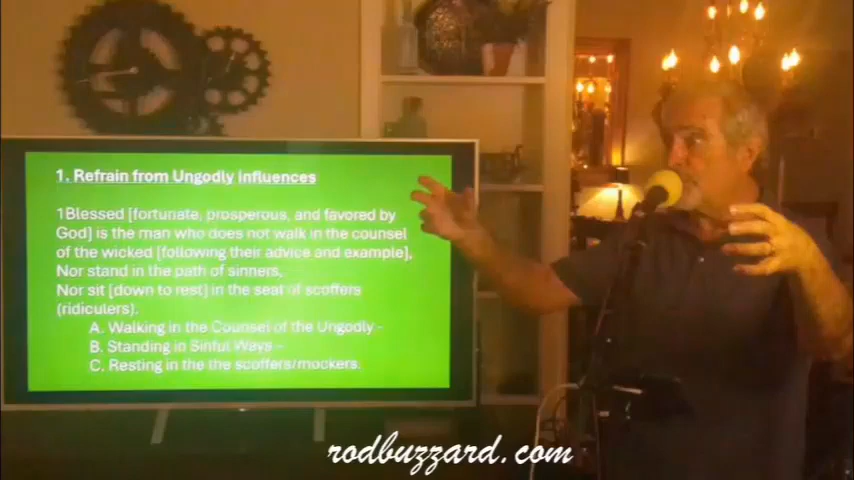 1. Refrain from Ungodly Influences
1Blessed [fortunate, prosperous, and favored by
God] is the man who does not walk in the counsel
of the wicked [following their advice and example],
Nor stand in the path of sinners,
Nor sit [down to rest] in the seat of scoffers
(ridiculers).
A. Walking in the Counsel of the Ungodly -
B. Standing in Sinful Ways –
C. Resting in the the scoffers/mockers.
rodbuzzard.com